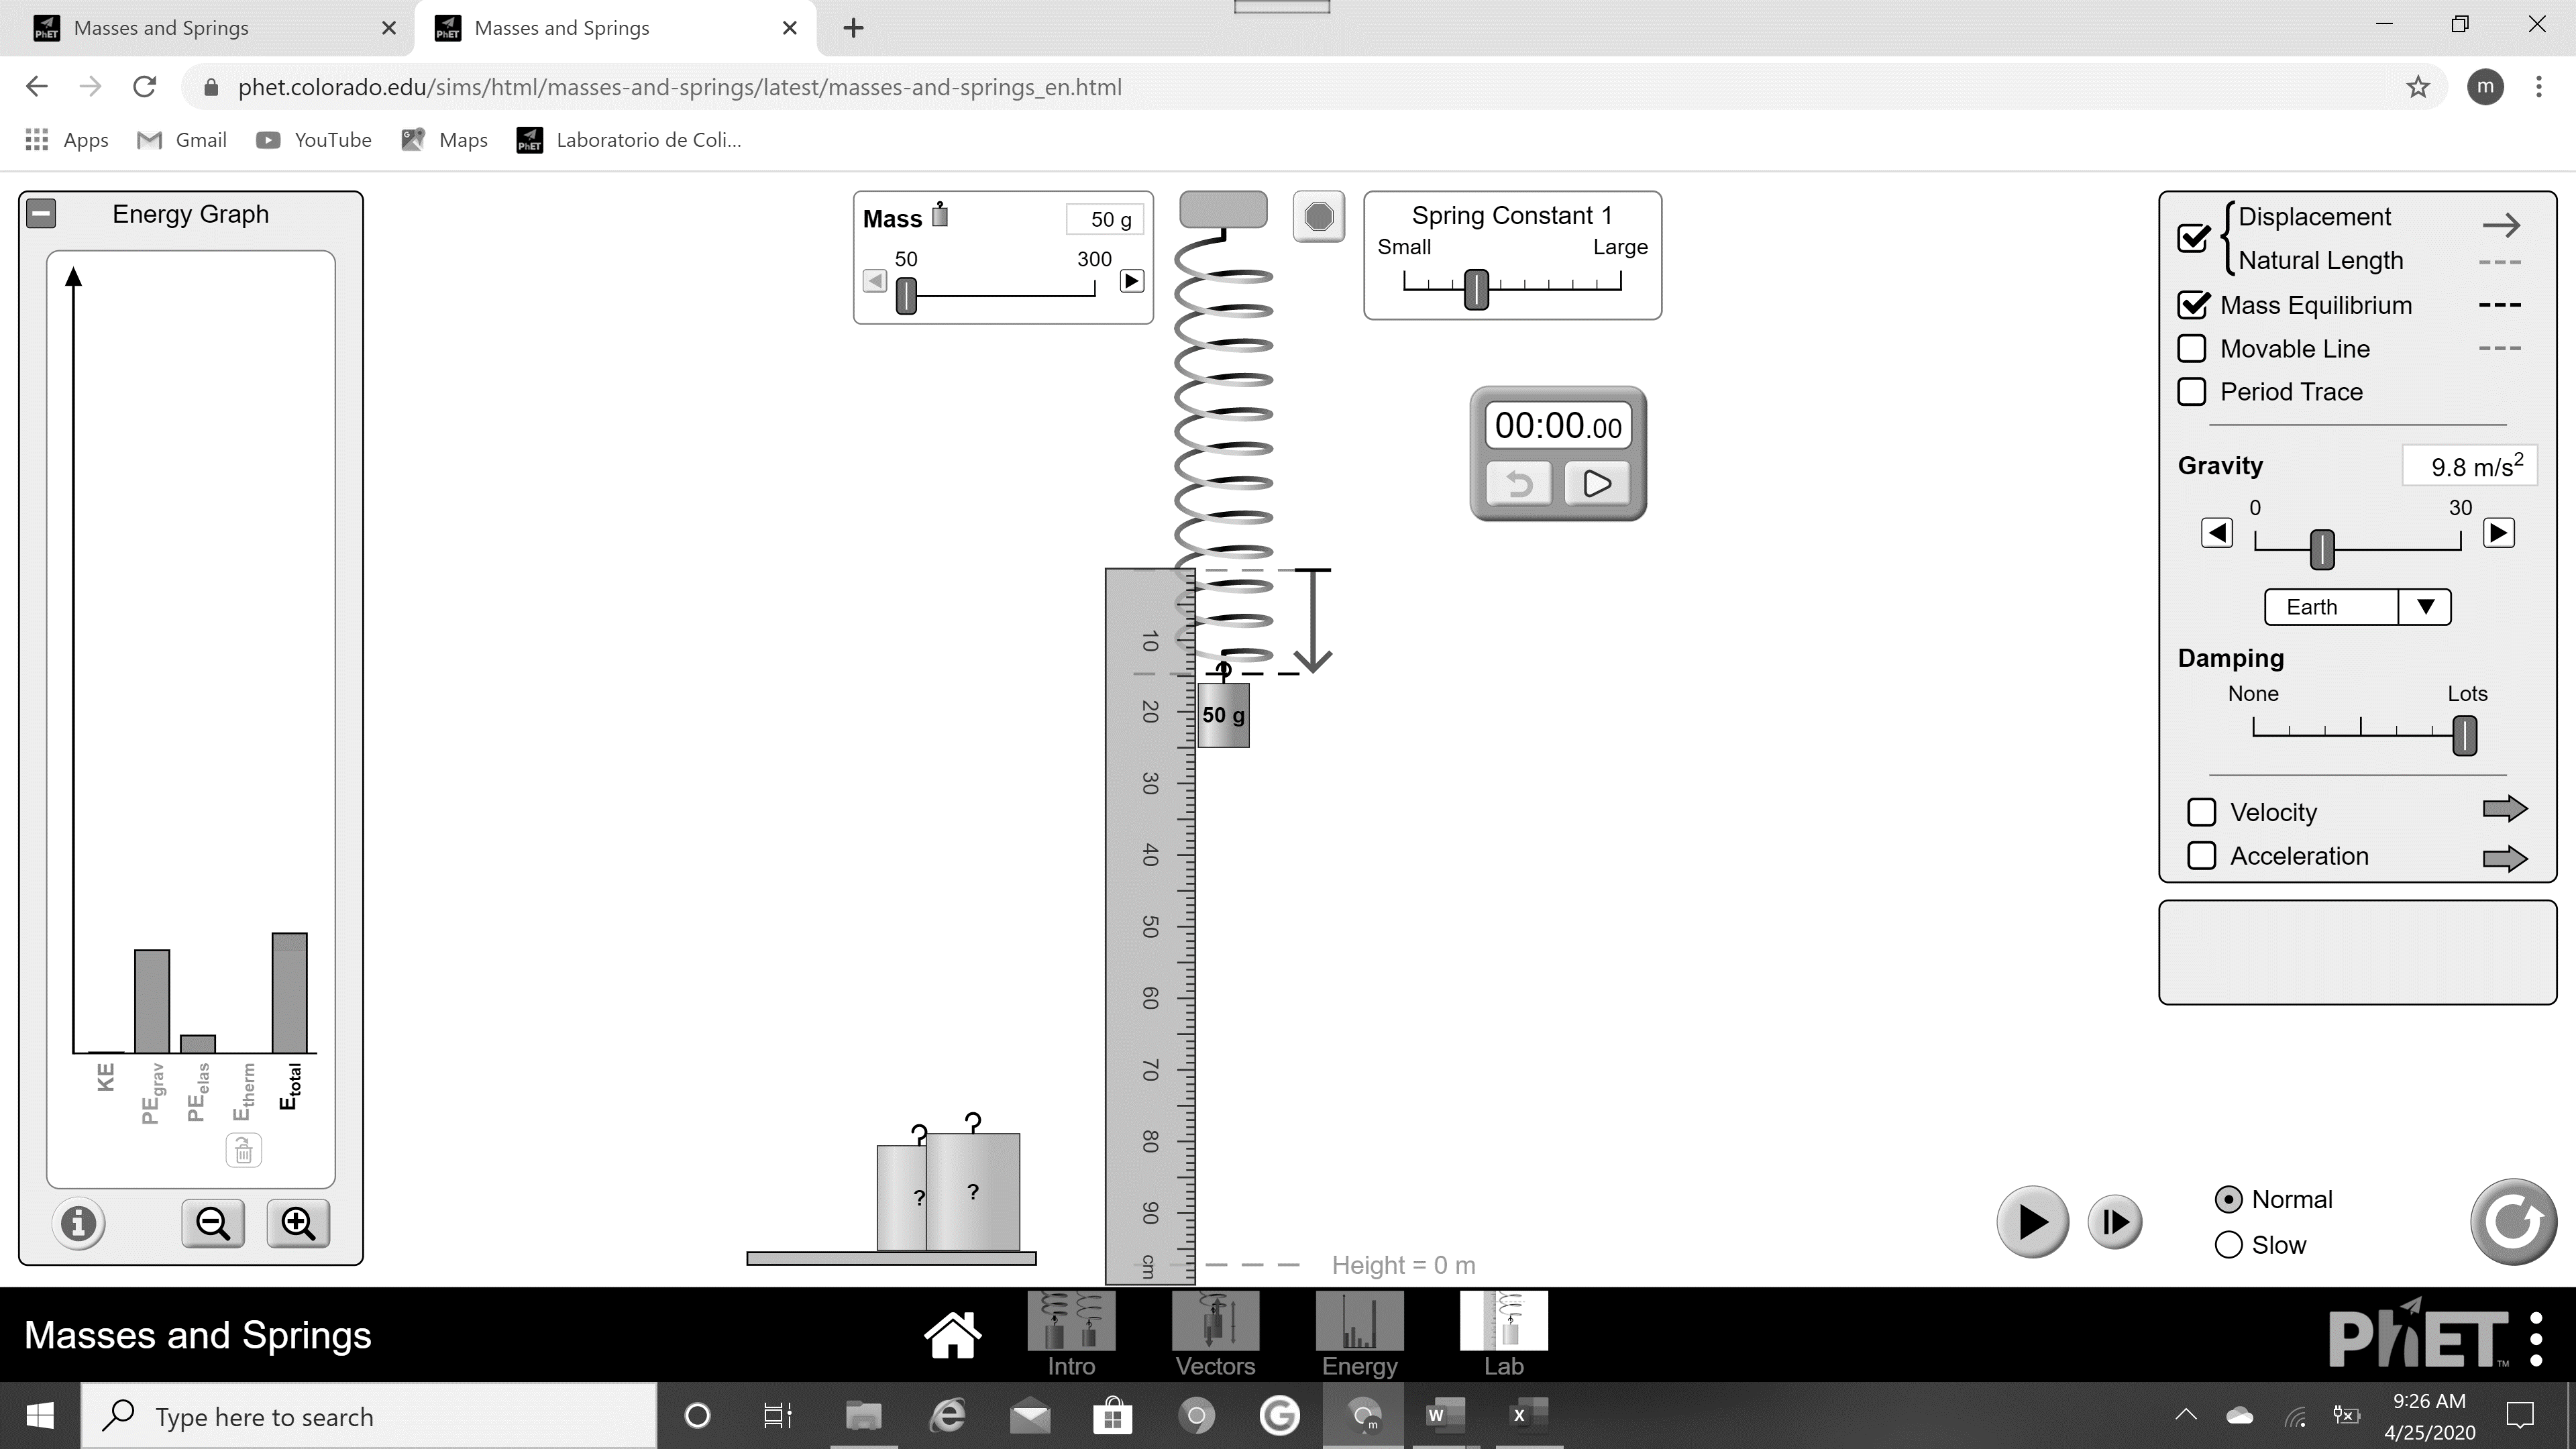 Masses and Springs
Masses and Springs
phet.colorado.edu/sims/html/masses-and-springs/latest/masses-and-springs_en.html
Apps
Gmail
YouTube
Maps
PhET
Laboratorio de Coli...
Energy Graph
KE
PEgrav
PEelas
Etherm
Etotal
Mass
50 g
50
300
Spring Constant 1
Small
Large
00:00.00
10
20
30
40
50
60
70
80
90
cm
50 g
?
?
Height = 0 m
Displacement
Natural Length
Mass Equilibrium
Movable Line
Period Trace
Gravity
9.8 m/s2
0
30
Earth
Damping
None
Lots
Velocity
Acceleration
Normal
Slow
Masses and Springs
Intro
Vectors
Energy
Lab
PhET
TM
Type here to search
9:26 AM
4/25/2020